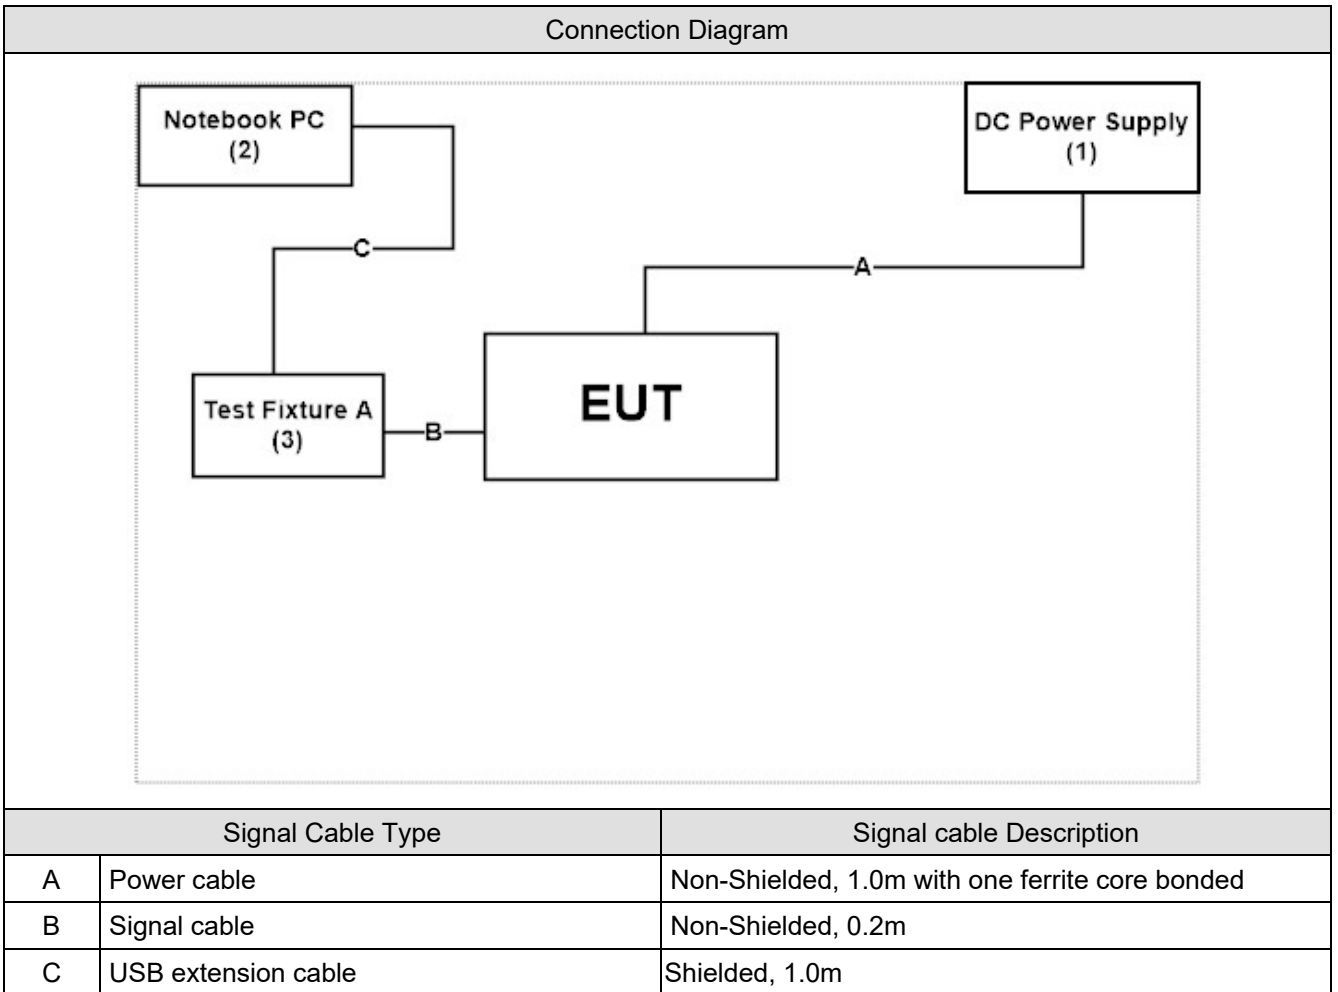 Connection Diagram
Notebook PC
(2)
DC Power Supply
(1)
C
A
Test Fixture A
(3)
B
EUT
Signal Cable Type Signal cable Description
A Power cable Non-Shielded, 1.0m with one ferrite core bonded
B Signal cable Non-Shielded, 0.2m
C USB extension cable Shielded, 1.0m